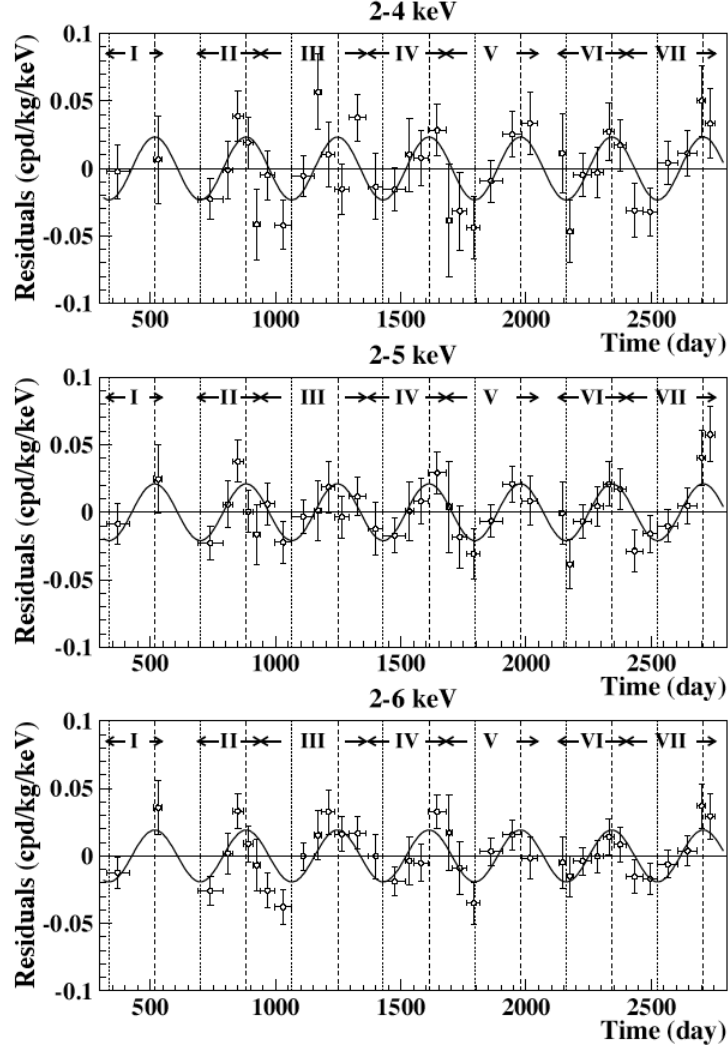 2-4 keV
Residuals (cpd/kg/keV)
0.1
0.05
0
-0.05
-0.1
I II III IV V VI VII
500 1000 1500 2000 2500
Time (day)
2-5 keV
Residuals (cpd/kg/keV)
0.1
0.05
0
-0.05
-0.1
I II III IV V VI VII
500 1000 1500 2000 2500
Time (day)
2-6 keV
Residuals (cpd/kg/keV)
0.1
0.05
0
-0.05
-0.1
I II III IV V VI VII
500 1000 1500 2000 2500
Time (day)